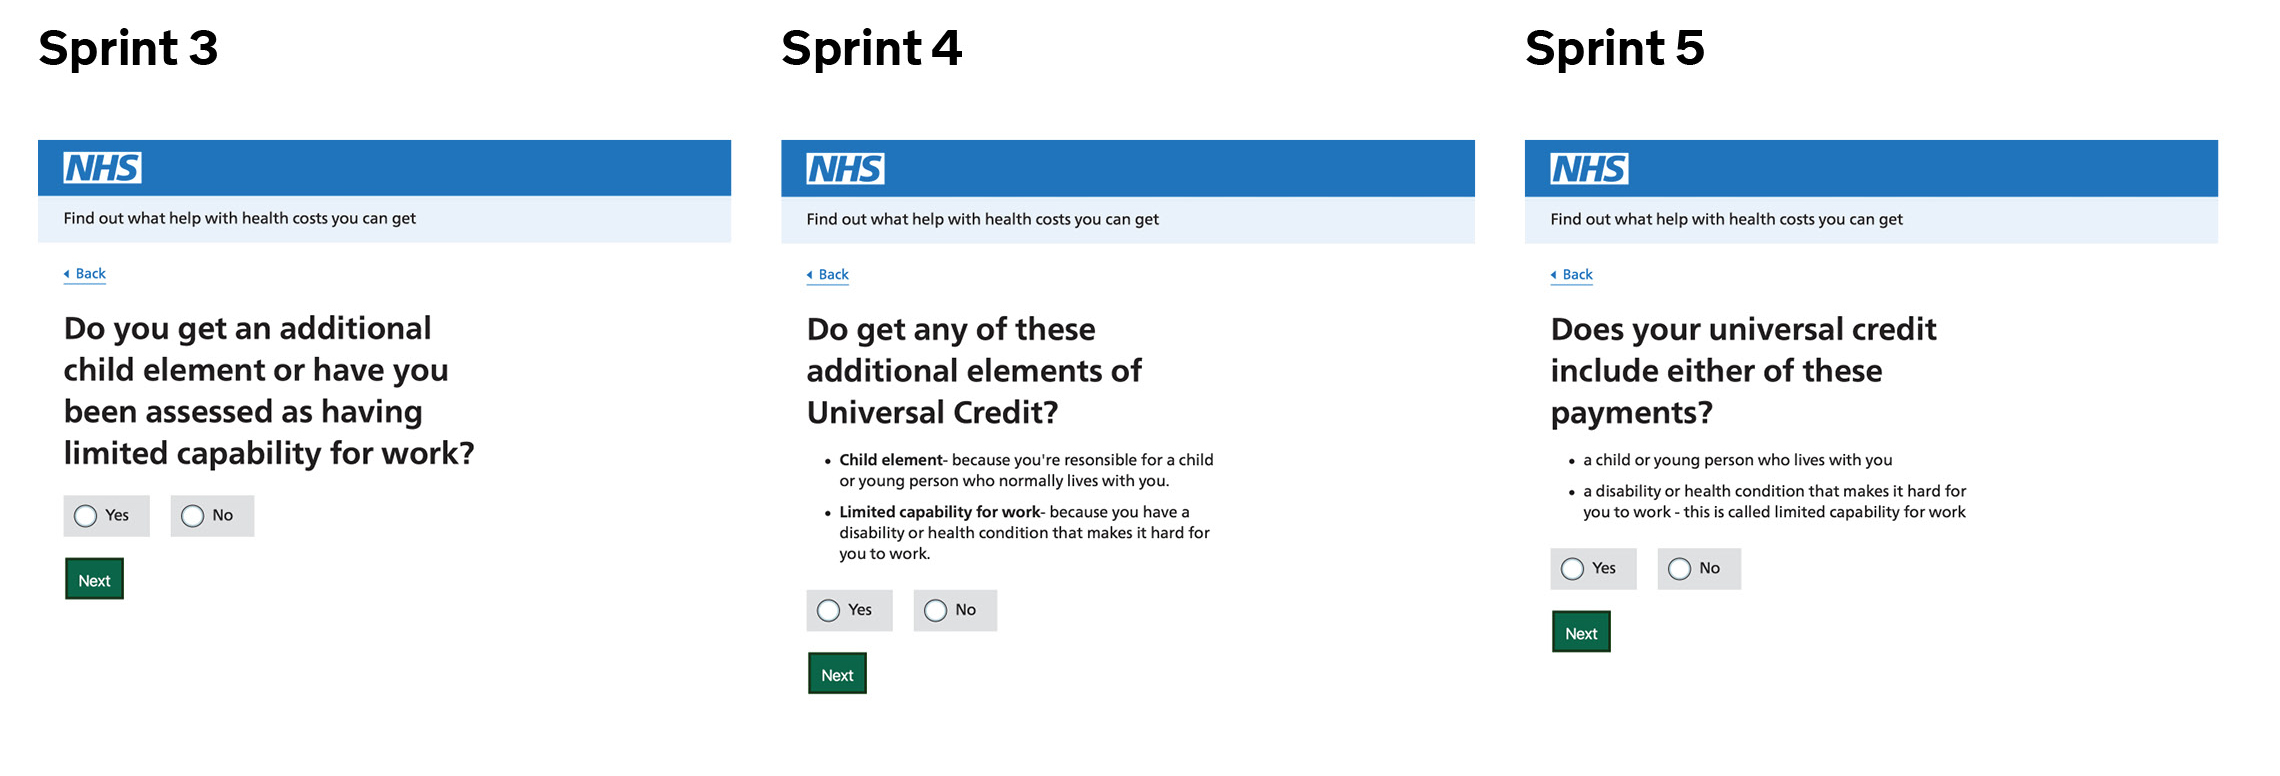 Sprint 3
NHS
Find out what help with health costs you can get
Back
Do you get an additional
child element or have you
been assessed as having
limited capability for work?
Yes
No
Next
Sprint 4
NHS
Find out what help with health costs you can get
Back
Do get any of these
additional elements of
Universal Credit?
• Child element- because you're resonsible for a child
or young person who normally lives with you.
• Limited capability for work- because you have a
disability or health condition that makes it hard for
you to work.
Yes
No
Next
Sprint 5
NHS
Find out what help with health costs you can get
Back
Does your universal credit
include either of these
payments?
• a child or young person who lives with you
• a disability or health condition that makes it hard for
you to work - this is called limited capability for work
Yes
No
Next